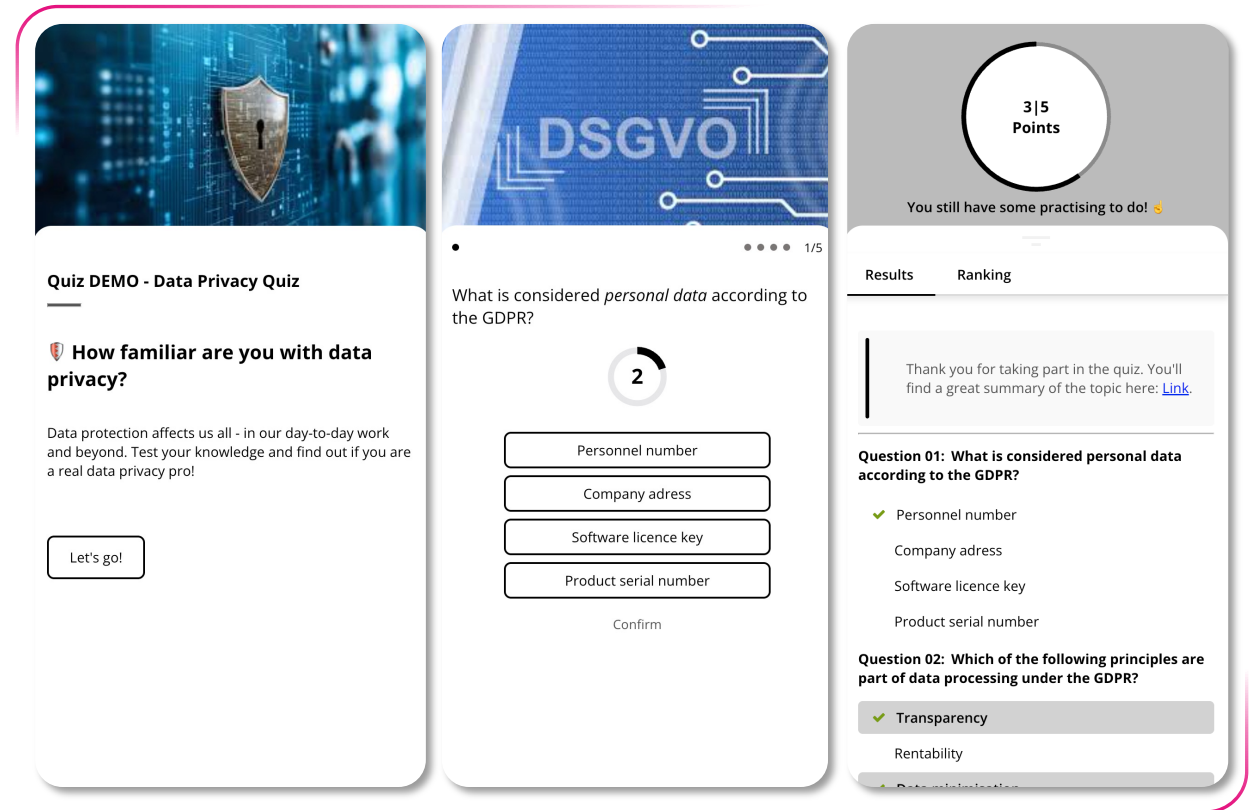 Quiz DEMO - Data Privacy Quiz
How familiar are you with data
privacy?
Data protection affects us all - in our day-to-day work
and beyond. Test your knowledge and find out if you are
a real data privacy pro!
Let's go!
DSGVO
1/5
What is considered personal data according to
the GDPR?
2
Personnel number
Company adress
Software licence key
Product serial number
Confirm
3|5
Points
You still have some practising to do!
Results
Ranking
Thank you for taking part in the quiz. You'll
find a great summary of the topic here: Link.
Question 01: What is considered personal data
according to the GDPR?
Personnel number
Company adress
Software licence key
Product serial number
Question 02: Which of the following principles are
part of data processing under the GDPR?
Transparency
Rentability
Data minimisation